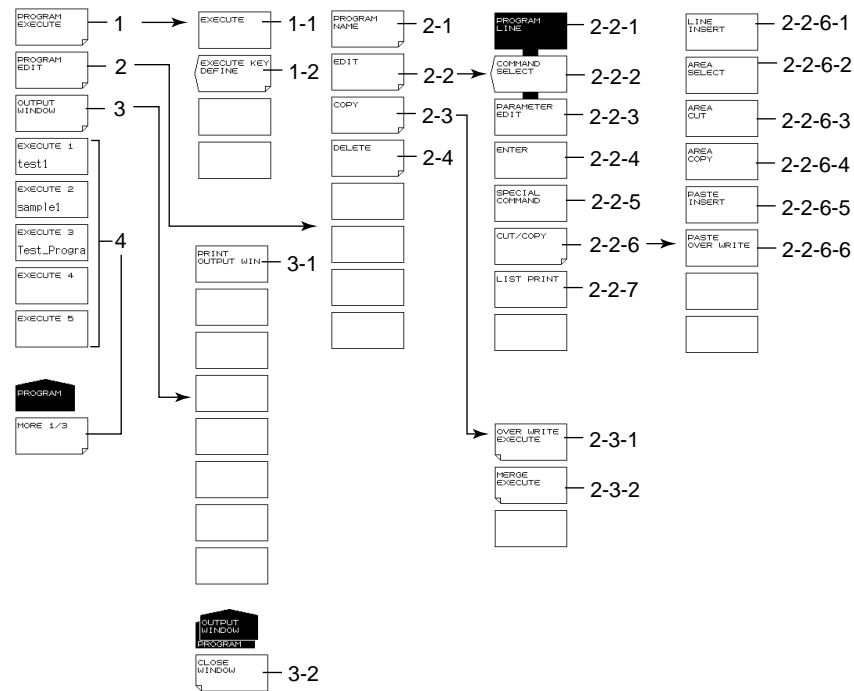 PROGRAM
EXECUTE
1
PROGRAM
EDIT
2
OUTPUT
WINDOW
3
EXECUTE 1
test1
EXECUTE 2
sample1
EXECUTE 3
Test_Progra
EXECUTE 4
EXECUTE 5
4
PROGRAM
MORE 1/3
EXECUTE
1-1
EXECUTE KEY
DEFINE
1-2
PRINT
OUTPUT WIN
3-1
OUTPUT
WINDOW
PROGRAM
CLOSE
WINDOW
3-2
PROGRAM
NAME
2-1
EDIT
2-2
COPY
2-3
DELETE
2-4
PROGRAM
LINE
2-2-1
COMMAND
SELECT
2-2-2
PARAMETER
EDIT
2-2-3
ENTER
2-2-4
SPECIAL
COMMAND
2-2-5
CUT/COPY
2-2-6
LIST PRINT
2-2-7
OVER WRITE
EXECUTE
2-3-1
MERGE
EXECUTE
2-3-2
LINE
INSERT
2-2-6-1
AREA
SELECT
2-2-6-2
AREA
CUT
2-2-6-3
AREA
COPY
2-2-6-4
PASTE
INSERT
2-2-6-5
PASTE
OVER WRITE
2-2-6-6